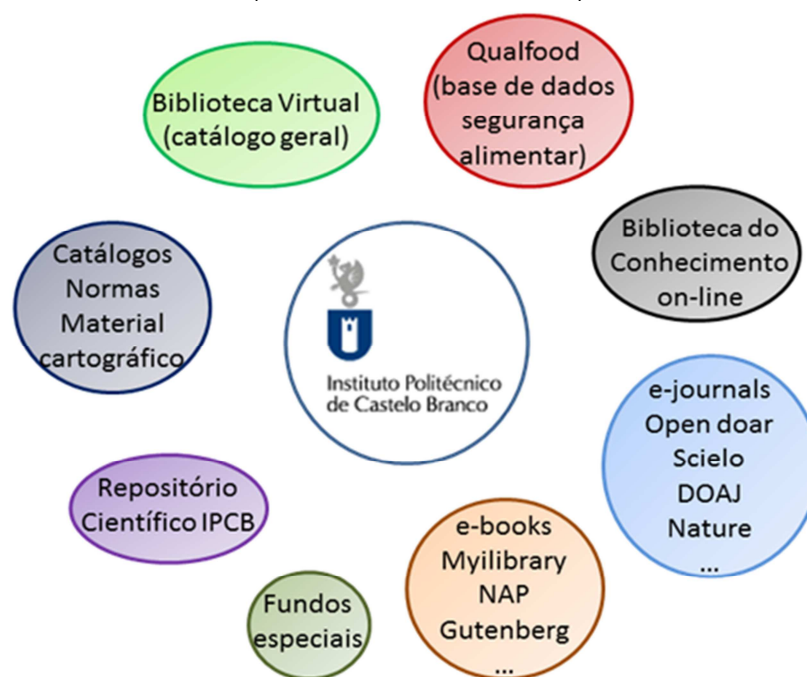 Biblioteca Virtual
(catálogo geral)
Qualfood
(base de dados
segurança
alimentar)
Biblioteca do
Conhecimento
on-line
Catálogos
Normas
Material
cartográfico
Instituto Politécnico
de Castelo Branco
e-journals
Open doar
Scielo
DOAJ
Nature
...
Repositório
Científico IPCB
e-books
Myilibrary
NAP
Gutenberg
...
Fundos
especiais